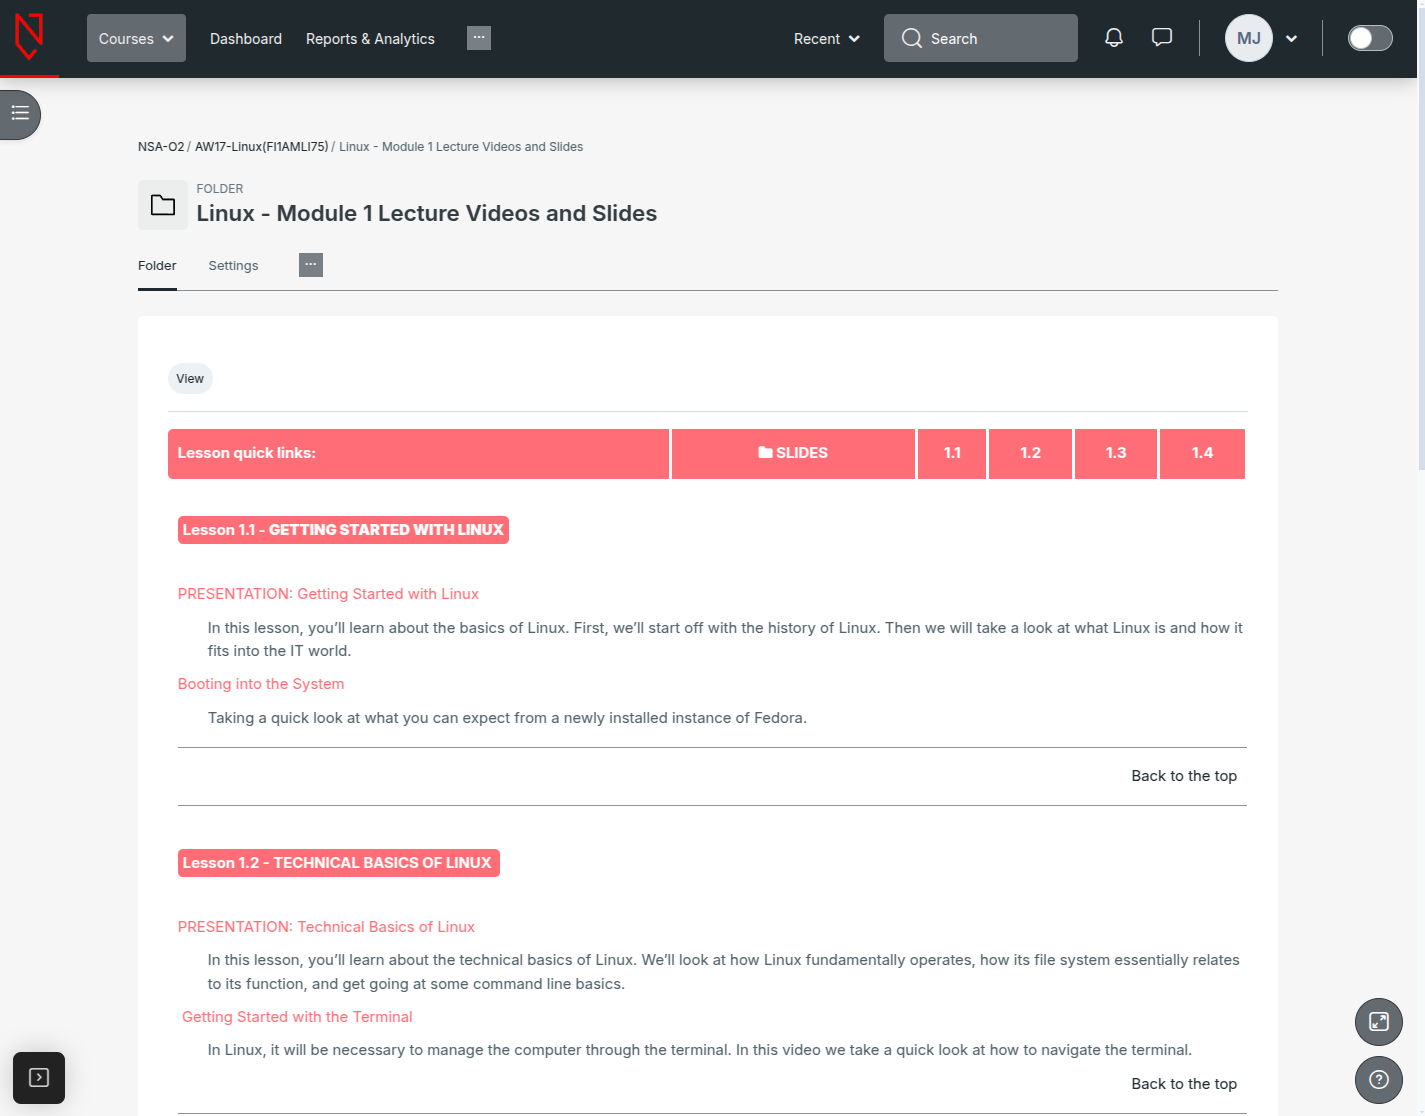 Courses Dashboard Reports & Analytics ... Recent Search MJ
NSA-O2 / AW17-Linux(FI1AMLI75) / Linux - Module 1 Lecture Videos and Slides
FOLDER
Linux - Module 1 Lecture Videos and Slides
Folder Settings ...
View
Lesson quick links: SLIDES 1.1 1.2 1.3 1.4
Lesson 1.1 - GETTING STARTED WITH LINUX
PRESENTATION: Getting Started with Linux
In this lesson, you’ll learn about the basics of Linux. First, we’ll start off with the history of Linux. Then we will take a look at what Linux is and how it
fits into the IT world.
Booting into the System
Taking a quick look at what you can expect from a newly installed instance of Fedora.
Back to the top
Lesson 1.2 - TECHNICAL BASICS OF LINUX
PRESENTATION: Technical Basics of Linux
In this lesson, you’ll learn about the technical basics of Linux. We’ll look at how Linux fundamentally operates, how its file system essentially relates
to its function, and get going at some command line basics.
Getting Started with the Terminal
In Linux, it will be necessary to manage the computer through the terminal. In this video we take a quick look at how to navigate the terminal.
Back to the top